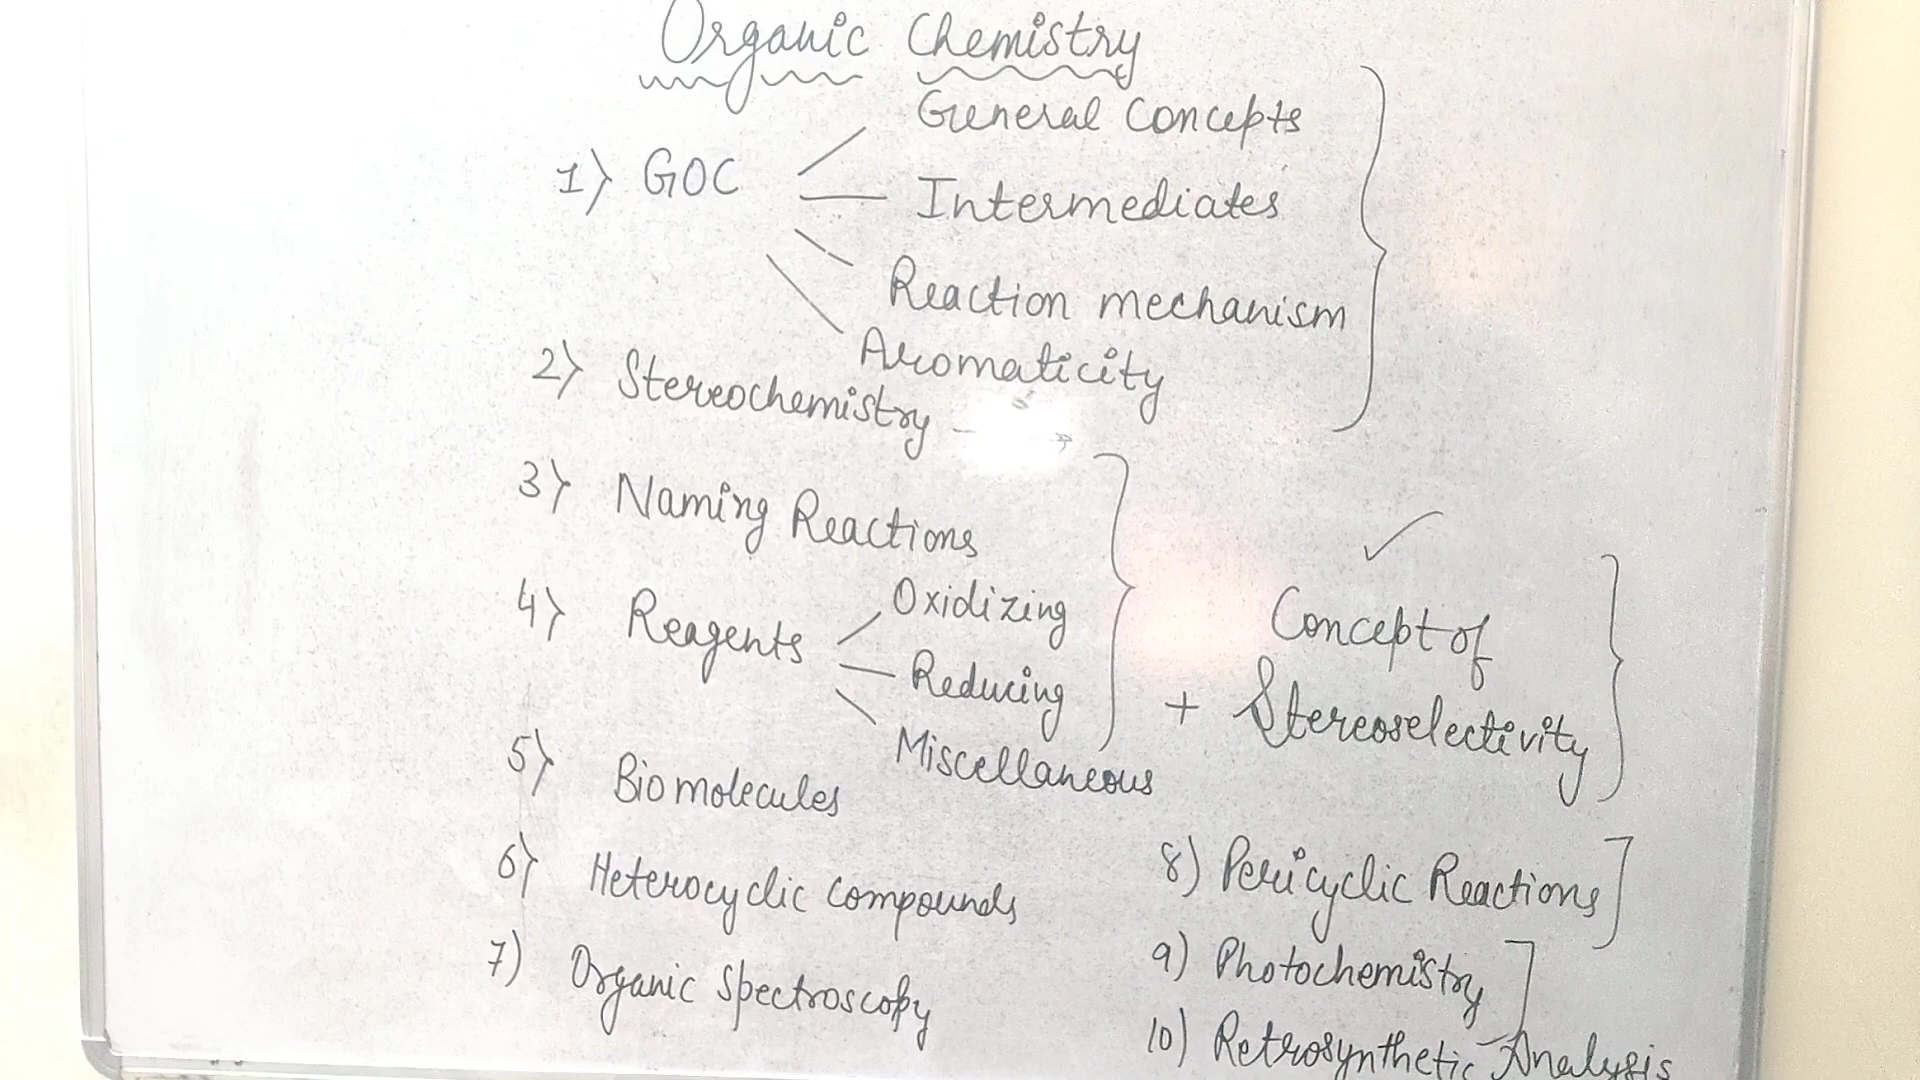 Organic Chemistry
1) GOC
General Concepts
Intermediates
Reaction mechanism
Aromaticity
2) Stereochemistry
3) Naming Reactions
4) Reagents
Oxidizing
Reducing
Miscellaneous
+ Concept of
Stereoselectivity
5) Biomolecules
6) Heterocyclic Compounds
7) Organic Spectroscopy
8) Pericyclic Reactions
9) Photochemistry
10) Retrosynthetic Analysis